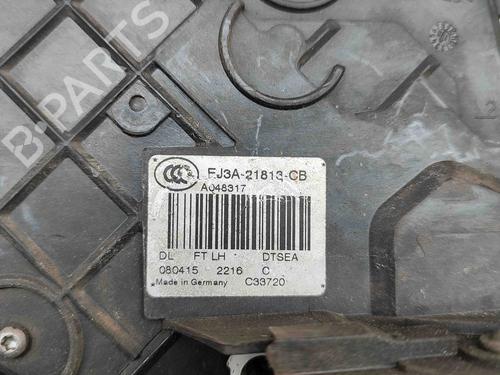 B-PARTS
FJ3A-21813-CB
A048317
DL FT LH DTSEA
080415 2216 C
Made in Germany C33720